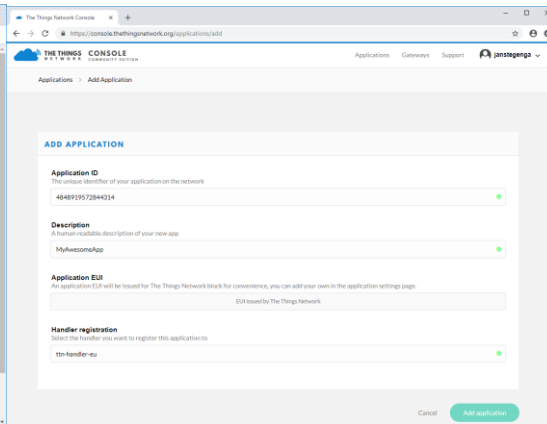 The Things Network Console
https://console.thethingsnetwork.org/applications/add
THE THINGS NETWORK CONSOLE COMMUNITY EDITION
Applications Gateways Support janstegenga
Applications > Add Application
ADD APPLICATION
Application ID
The unique identifier of your application on the network
4848919572844314
Description
A human readable description of your new app
MyAwesomeApp
Application EUI
An application EUI will be issued for The Things Network block for convenience, you can add your own in the application settings page.
EUI issued by The Things Network
Handler registration
Select the handler you want to register this application to
ttn-handler-eu
Cancel Add application